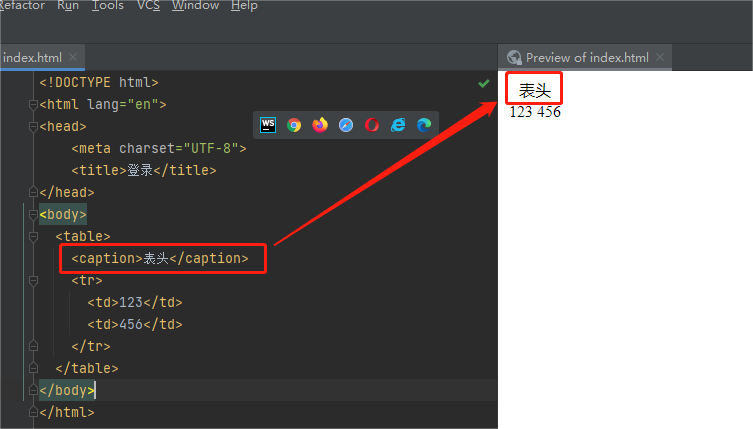 Refactor Run Tools VCS Window Help
index.html
Preview of index.html
<!DOCTYPE html>
<html lang="en">
<head>
WS
<meta charset="UTF-8">
<title>登录</title>
</head>
<body>
<table>
<caption>表头</caption>
<tr>
<td>123</td>
<td>456</td>
</tr>
</table>
</body>
</html>
表头
123 456